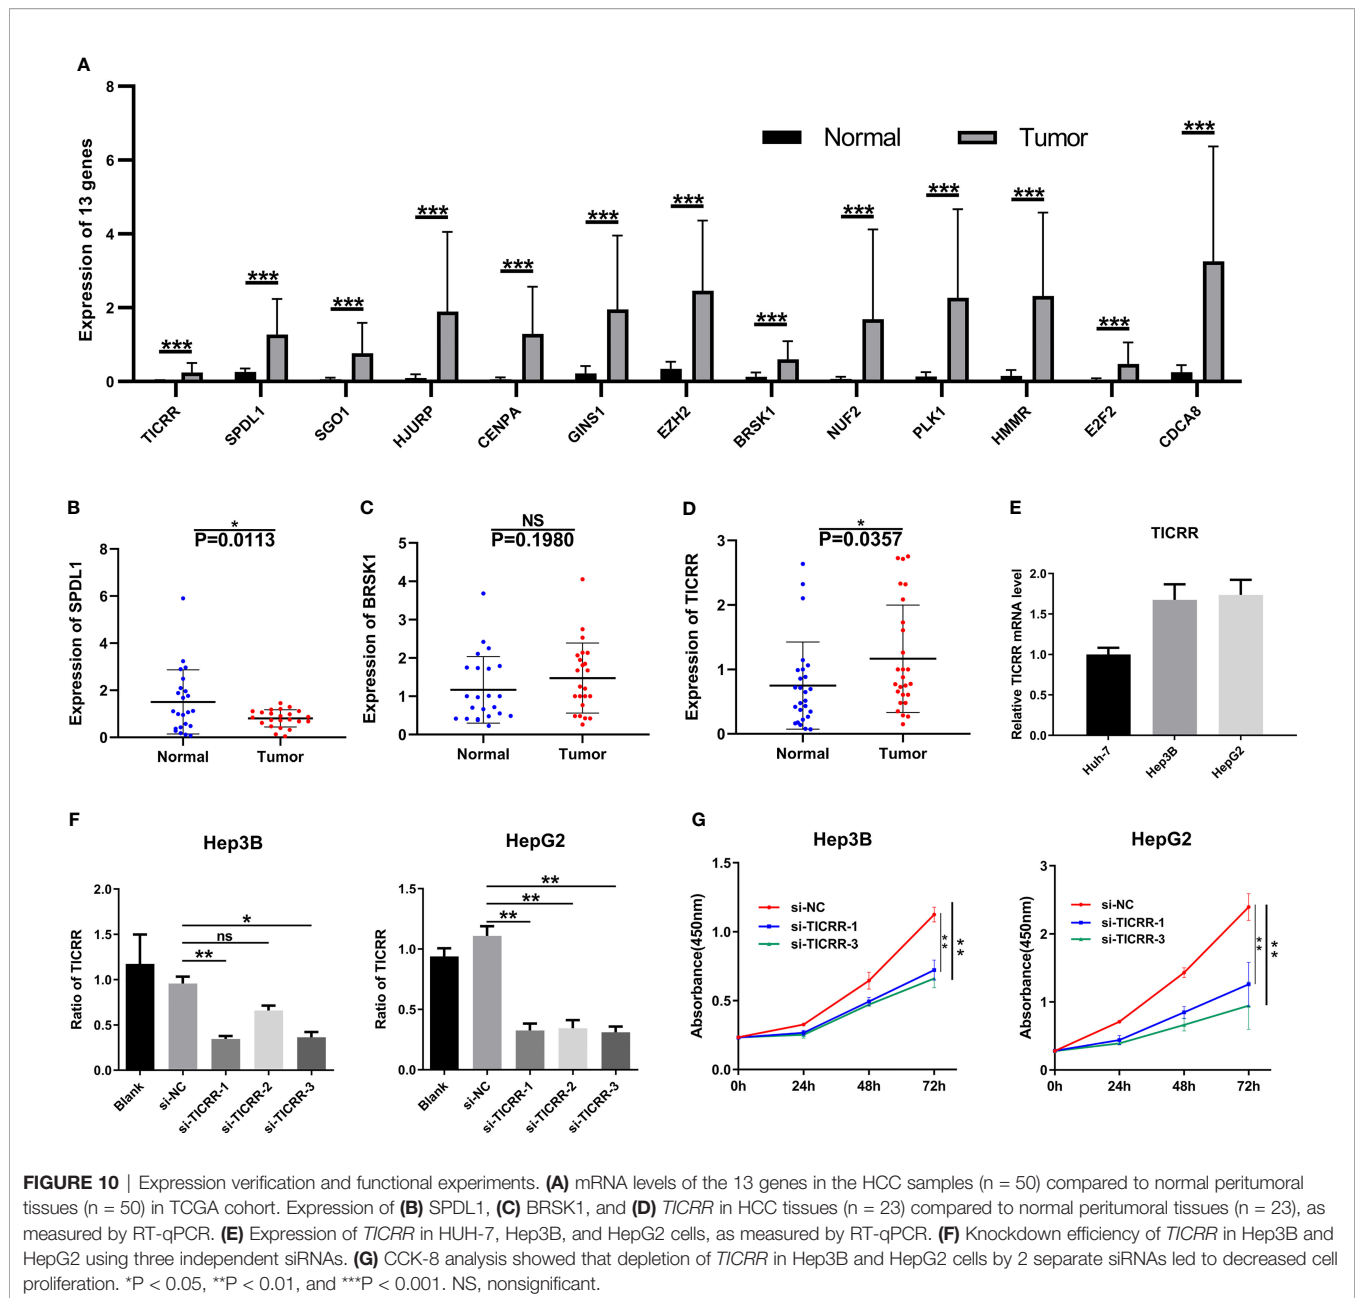 A
8
6
4
2
0
Expression of 13 genes
Normal
Tumor
***
***
***
***
***
***
***
***
***
***
***
***
***
TICRR
SPDL1
SGO1
HJURP
CENPA
GINS1
EZH2
BRSK1
NUF2
PLK1
HMMR
E2F2
CDCA8
B
*
P=0.0113
Expression of SPDL1
8
6
4
2
0
Normal
Tumor
C
NS
P=0.1980
Expression of BRSK1
5
4
3
2
1
0
Normal
Tumor
D
*
P=0.0357
Expression of TICRR
3
2
1
0
Normal
Tumor
E
TICRR
Relative TICRR mRNA level
2.0
1.5
1.0
0.5
0.0
Huh-7
Hep3B
HepG2
F
Hep3B
Ratio of TICRR
2.0
1.5
1.0
0.5
0.0
*
ns
**
Blank
si-NC
si-TICRR-1
si-TICRR-2
si-TICRR-3
HepG2
Ratio of TICRR
1.5
1.0
0.5
0.0
**
**
**
Blank
si-NC
si-TICRR-1
si-TICRR-2
si-TICRR-3
G
Hep3B
Absorbance(450nm)
1.5
1.0
0.5
0.0
si-NC
si-TICRR-1
si-TICRR-3
**
**
0h
24h
48h
72h
HepG2
Absorbance(450nm)
3
2
1
0
si-NC
si-TICRR-1
si-TICRR-3
**
**
0h
24h
48h
72h
FIGURE 10 | Expression verification and functional experiments. (A) mRNA levels of the 13 genes in the HCC samples (n = 50) compared to normal peritumoral
tissues (n = 50) in TCGA cohort. Expression of (B) SPDL1, (C) BRSK1, and (D) TICRR in HCC tissues (n = 23) compared to normal peritumoral tissues (n = 23), as
measured by RT-qPCR. (E) Expression of TICRR in HUH-7, Hep3B, and HepG2 cells, as measured by RT-qPCR. (F) Knockdown efficiency of TICRR in Hep3B and
HepG2 using three independent siRNAs. (G) CCK-8 analysis showed that depletion of TICRR in Hep3B and HepG2 cells by 2 separate siRNAs led to decreased cell
proliferation. *P < 0.05, **P < 0.01, and ***P < 0.001. NS, nonsignificant.